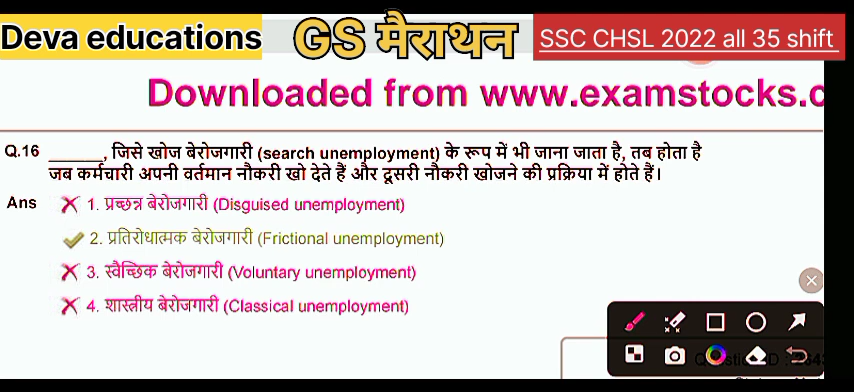 Deva educations GS मैराथन SSC CHSL 2022 all 35 shift
Downloaded from www.examstocks.c
Q.16 ______, जिसे खोज बेरोजगारी (search unemployment) के रूप में भी जाना जाता है, तब होता है
जब कर्मचारी अपनी वर्तमान नौकरी खो देते हैं और दूसरी नौकरी खोजने की प्रक्रिया में होते हैं।
Ans 1. प्रच्छन्न बेरोजगारी (Disguised unemployment)
2. प्रतिरोधात्मक बेरोजगारी (Frictional unemployment)
3. स्वैच्छिक बेरोजगारी (Voluntary unemployment)
4. शास्त्रीय बेरोजगारी (Classical unemployment)